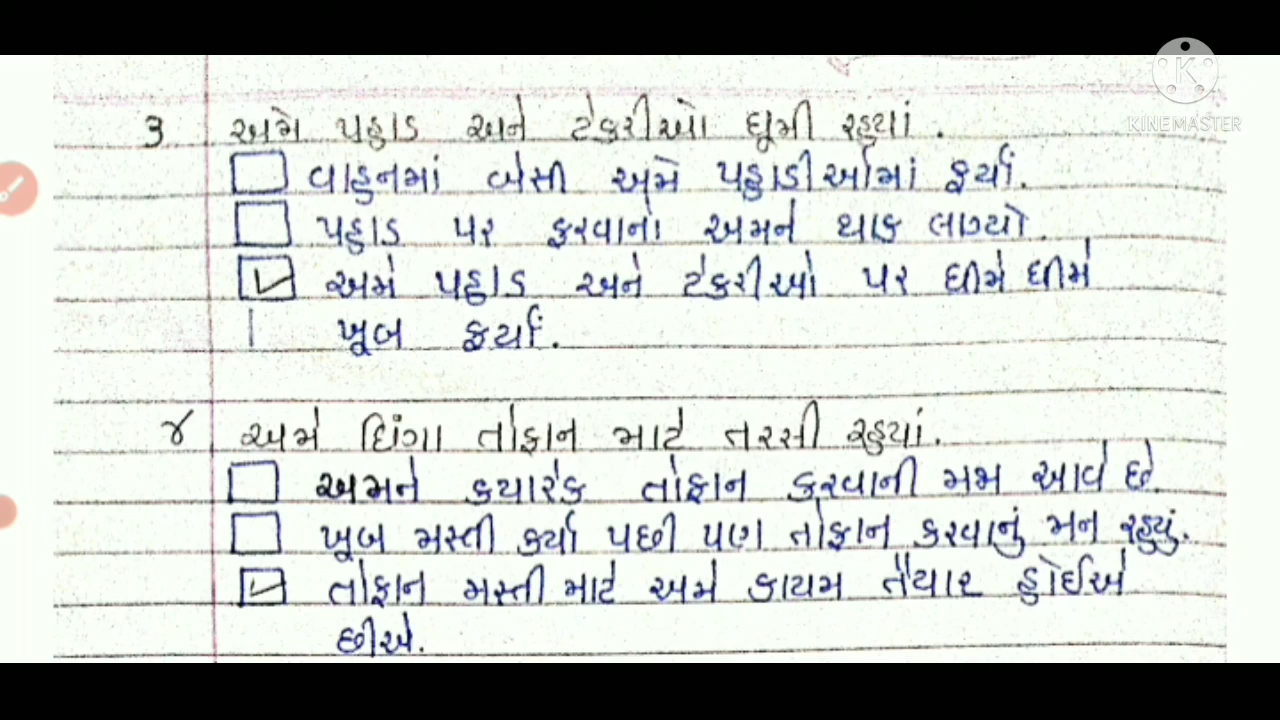 KINEMASTER
૩ અમે પહાડ અને ટેકરીઓ ઘૂમી રહ્યાં.
વાહનમાં બેસી અમે પહાડીઓમાં ફર્યાં.
પહાડ પર ફરવાનો અમને થાક લાગ્યો.
અમે પહાડ અને ટેકરીઓ પર ધીમે ધીમે
ખૂબ ફર્યાં.
૪ અમે ધિંગા તોફાન માટે તરસી રહ્યાં.
અમને કયારેક તોફાન કરવાની મજા આવે છે.
ખૂબ મસ્તી કર્યા પછી પણ તોફાન કરવાનું મન રહ્યું.
તોફાન મસ્તી માટે અમે કાયમ તૈયાર હોઈએ
છીએ.